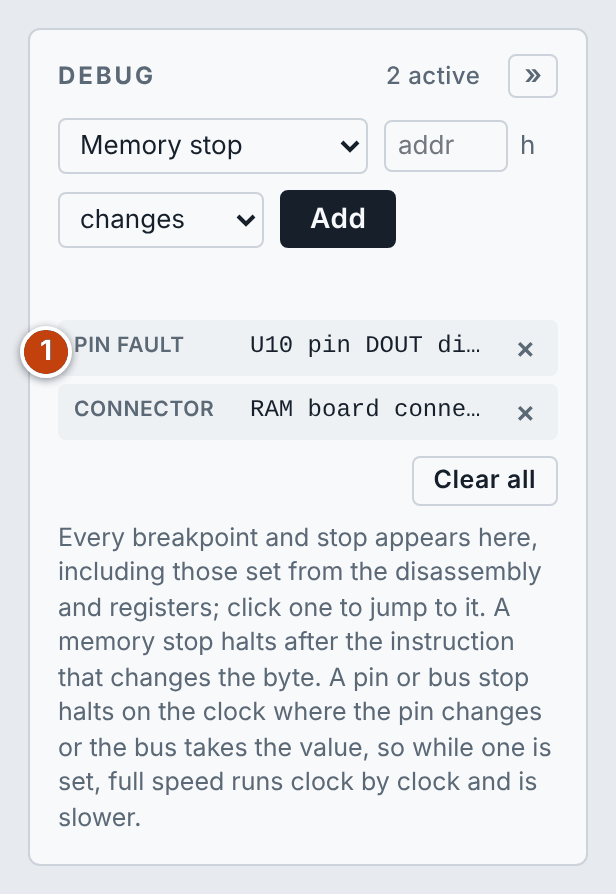 DEBUG 2 active »
Memory stop addr h
changes Add
1 PIN FAULT U10 pin DOUT di… ×
CONNECTOR RAM board conne… ×
Clear all
Every breakpoint and stop appears here,
including those set from the disassembly
and registers; click one to jump to it. A
memory stop halts after the instruction
that changes the byte. A pin or bus stop
halts on the clock where the pin changes
or the bus takes the value, so while one is
set, full speed runs clock by clock and is
slower.